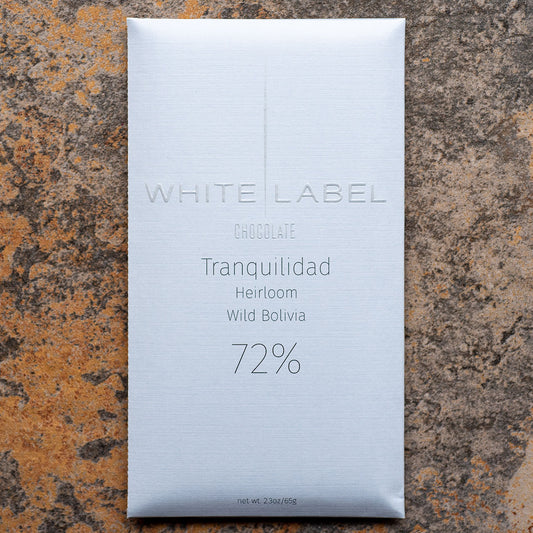 WHITE LABEL
CHOCOLATE
Tranquilidad
Heirloom
Wild Bolivia
72%
net wt. 2.3oz/65g